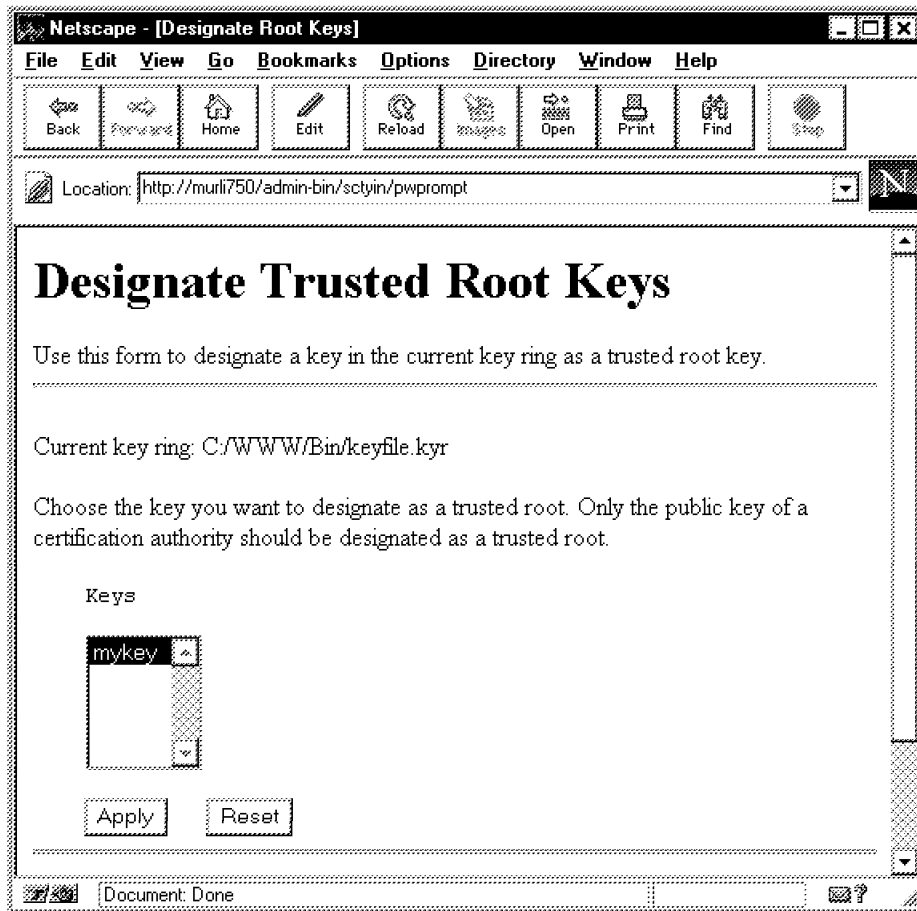 Netscape - [Designate Root Keys]
File Edit View Go Bookmarks Options Directory Window Help
Back Forward Home Edit Reload Images Open Print Find Stop
Location: http://murli750/admin-bin/sctyin/pwprompt
N
Designate Trusted Root Keys
Use this form to designate a key in the current key ring as a trusted root key.
Current key ring: C:/WWW/Bin/keyfile.kyr
Choose the key you want to designate as a trusted root. Only the public key of a
certification authority should be designated as a trusted root.
Keys
mykey
Apply Reset
Document: Done
?